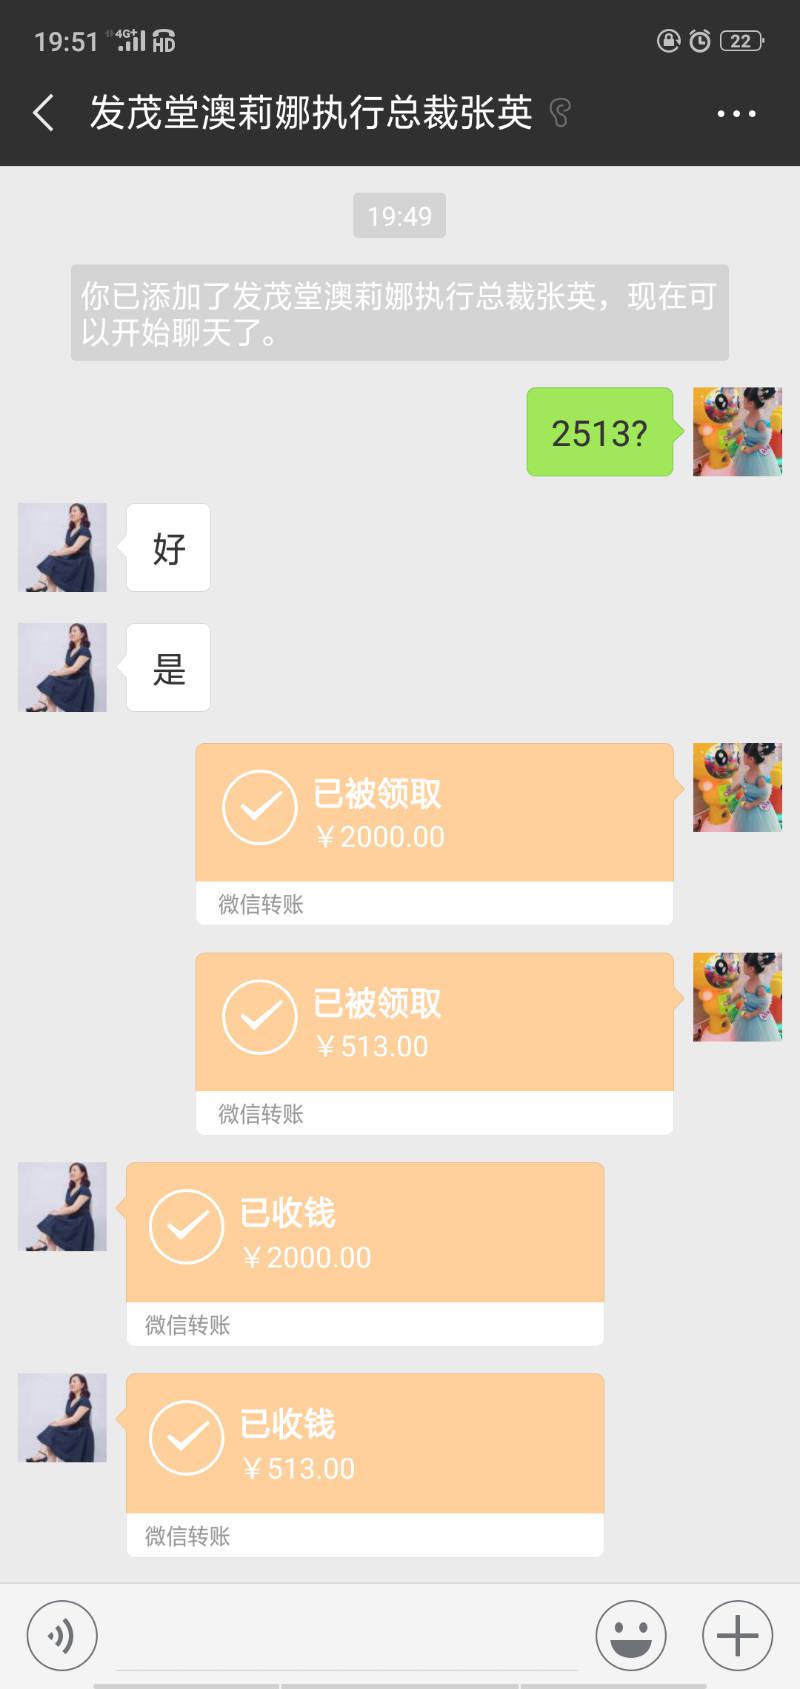 19:51 4G+ HD 22
发茂堂澳莉娜执行总裁张英
19:49
你已添加了发茂堂澳莉娜执行总裁张英，现在可
以开始聊天了。
2513?
好
是
已被领取
￥2000.00
微信转账
已被领取
￥513.00
微信转账
已收钱
￥2000.00
微信转账
已收钱
￥513.00
微信转账